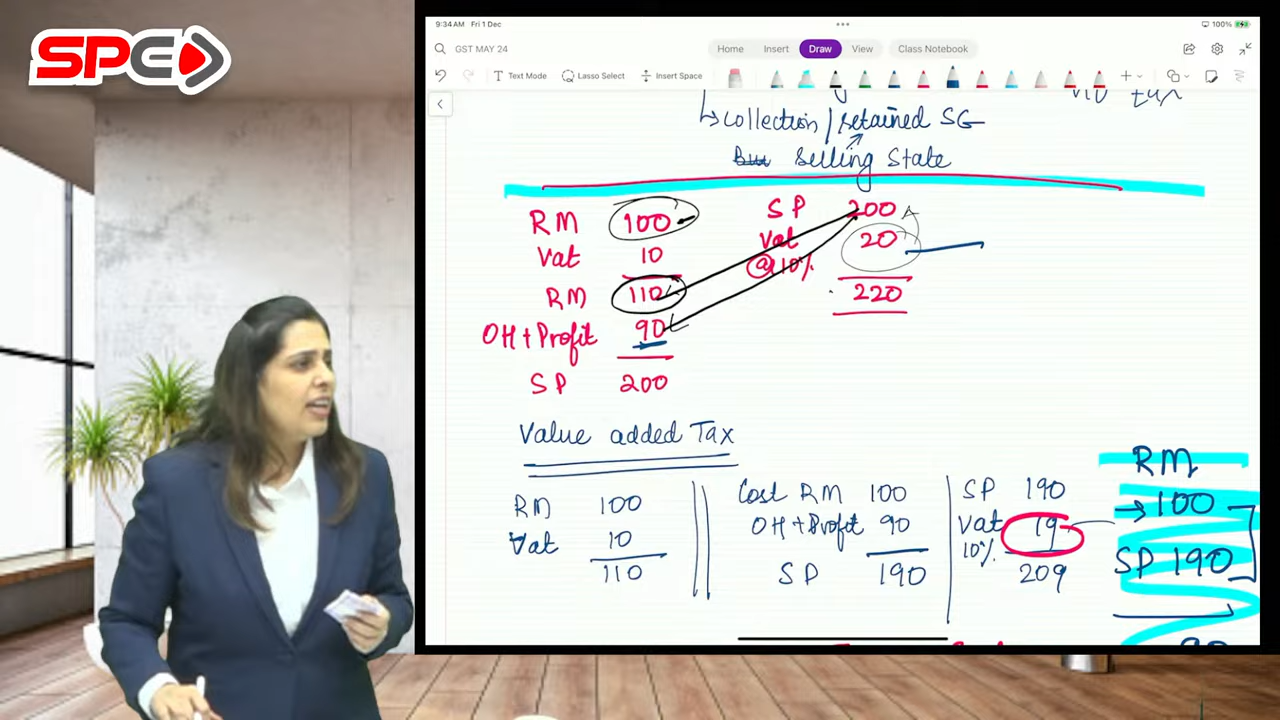 SPE
9:34 AM Fri 1 Dec
100%
GST MAY 24
Home Insert Draw View Class Notebook
Text Mode Lasso Select Insert Space
tax
↳ collection / retained SG
Selling State
RM 100
Vat 10
RM 110
OH + Profit 90
SP 200
SP 200
Vat 20
@ 10%
220
Value added Tax
RM 100
Vat 10
110
Cost RM 100
OH + Profit 90
SP 190
SP 190
Vat 19
10%
209
RM
→ 100
SP 190
90